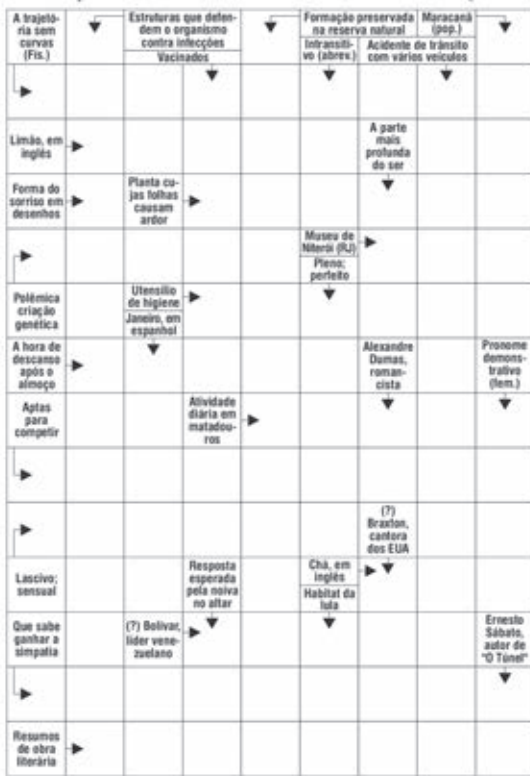 A trajetó-
ria sem
curvas
(Fís.)
Estruturas que defen-
dem o organismo
contra infecções
Vacinados
Formação preservada
na reserva natural
Intransiti-
vo (abrev.)
Maracanã
(pop.)
Acidente de trânsito
com vários veículos
Limão, em
inglês
A parte
mais
profunda
do ser
Forma do
sorriso em
desenhos
Planta cu-
jas folhas
causam
ardor
Museu de
Niterói (RJ)
Pleno;
perfeito
Polêmica
criação
genética
Utensílio
de higiene
Janeiro, em
espanhol
A hora de
descanso
após o
almoço
Alexandre
Dumas,
roman-
cista
Pronome
demons-
trativo
(fem.)
Aptas
para
competir
Atividade
diária em
matadou-
ros
(?)
Braxton,
cantora
dos EUA
Lascivo;
sensual
Resposta
esperada
pela noiva
no altar
Chá, em
inglês
Habitat da
lula
Que sabe
ganhar a
simpatia
(?) Bolívar,
líder vene-
zuelano
Ernesto
Sábato,
autor de
"O Túnel"
Resumos
de obra
literária